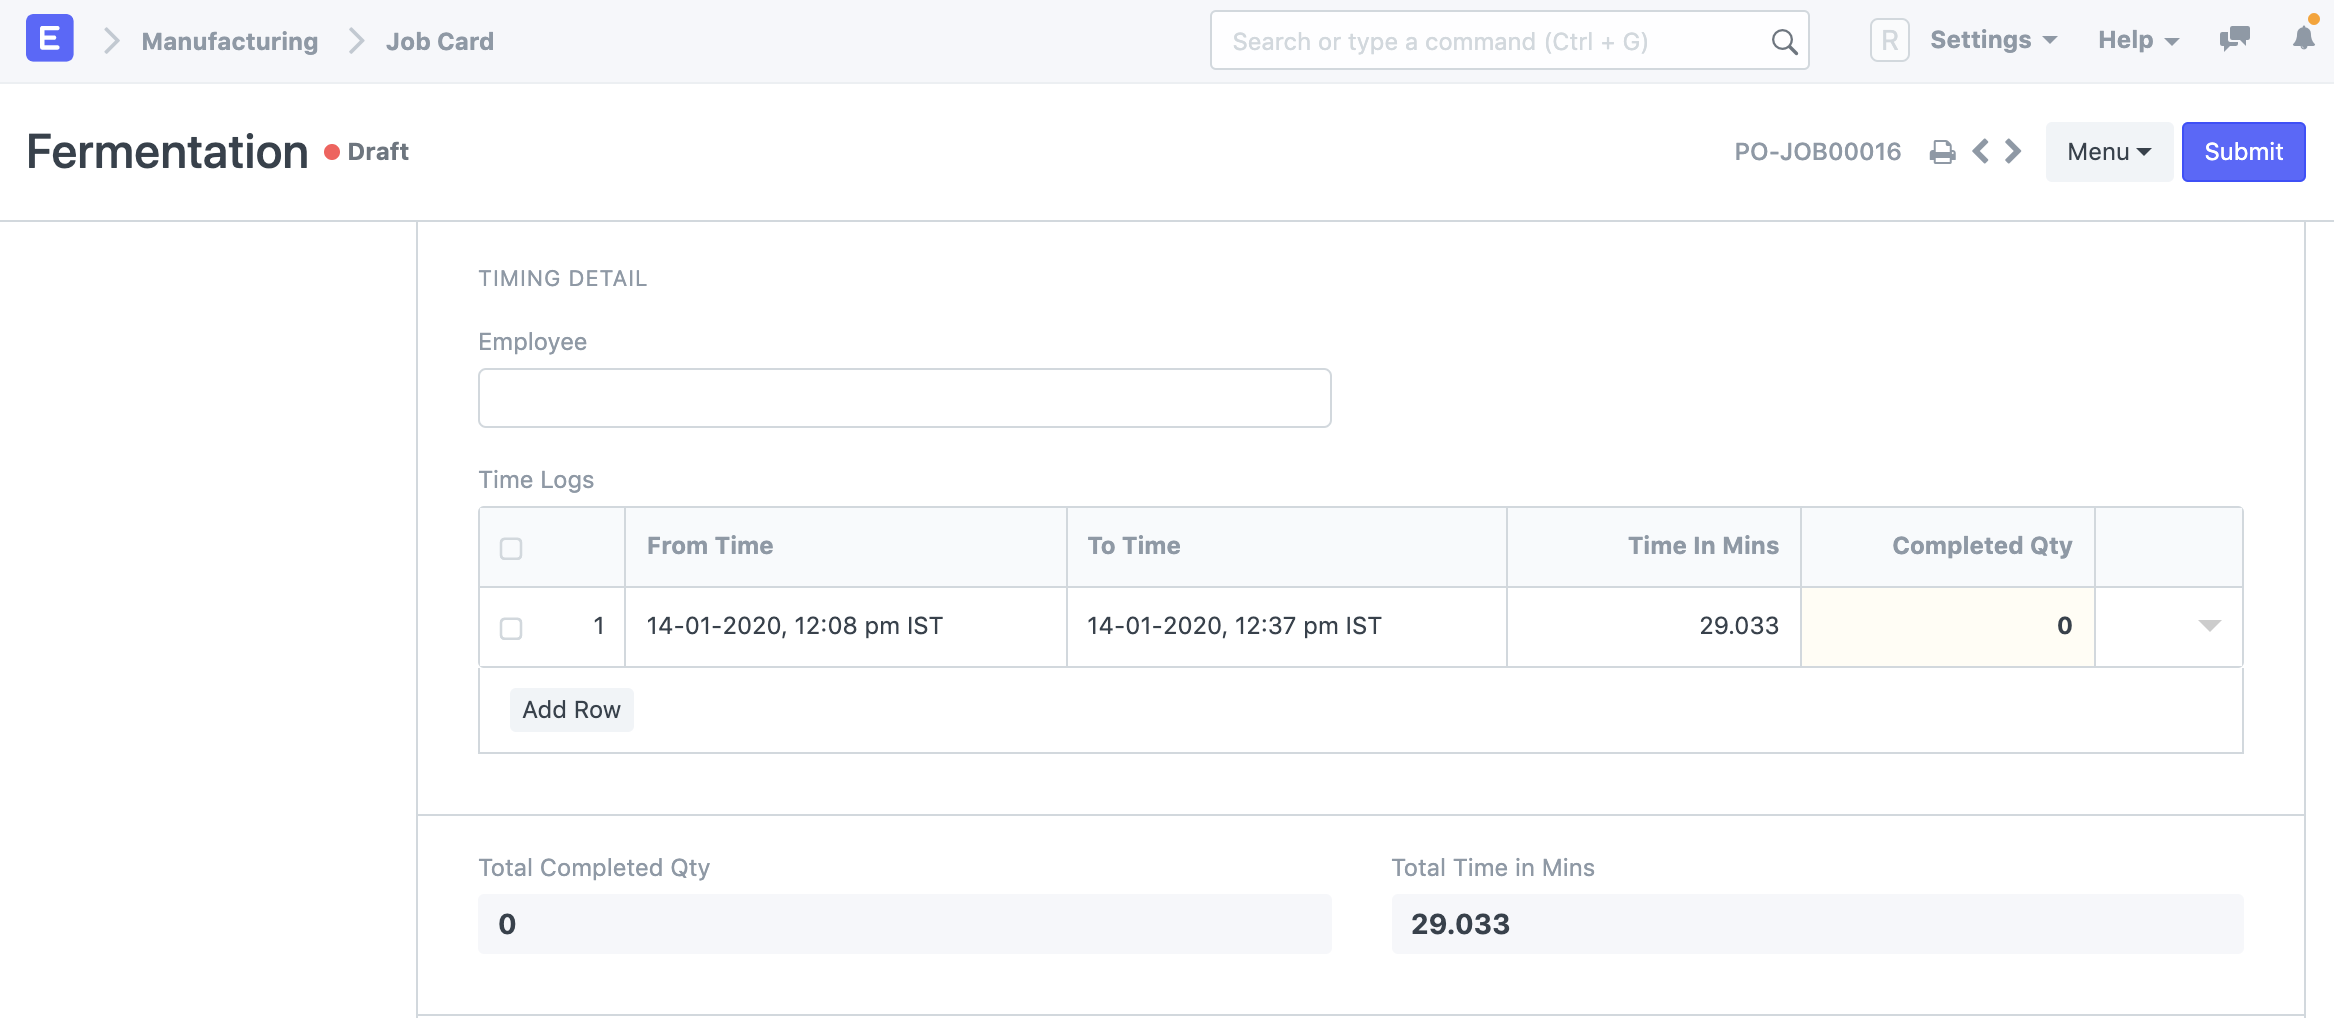 E Manufacturing Job Card Search or type a command (Ctrl + G) R Settings Help
Fermentation Draft PO-JOB00016 Menu Submit
TIMING DETAIL
Employee
Time Logs
From Time To Time Time In Mins Completed Qty
1 14-01-2020, 12:08 pm IST 14-01-2020, 12:37 pm IST 29.033 0
Add Row
Total Completed Qty Total Time in Mins
0 29.033